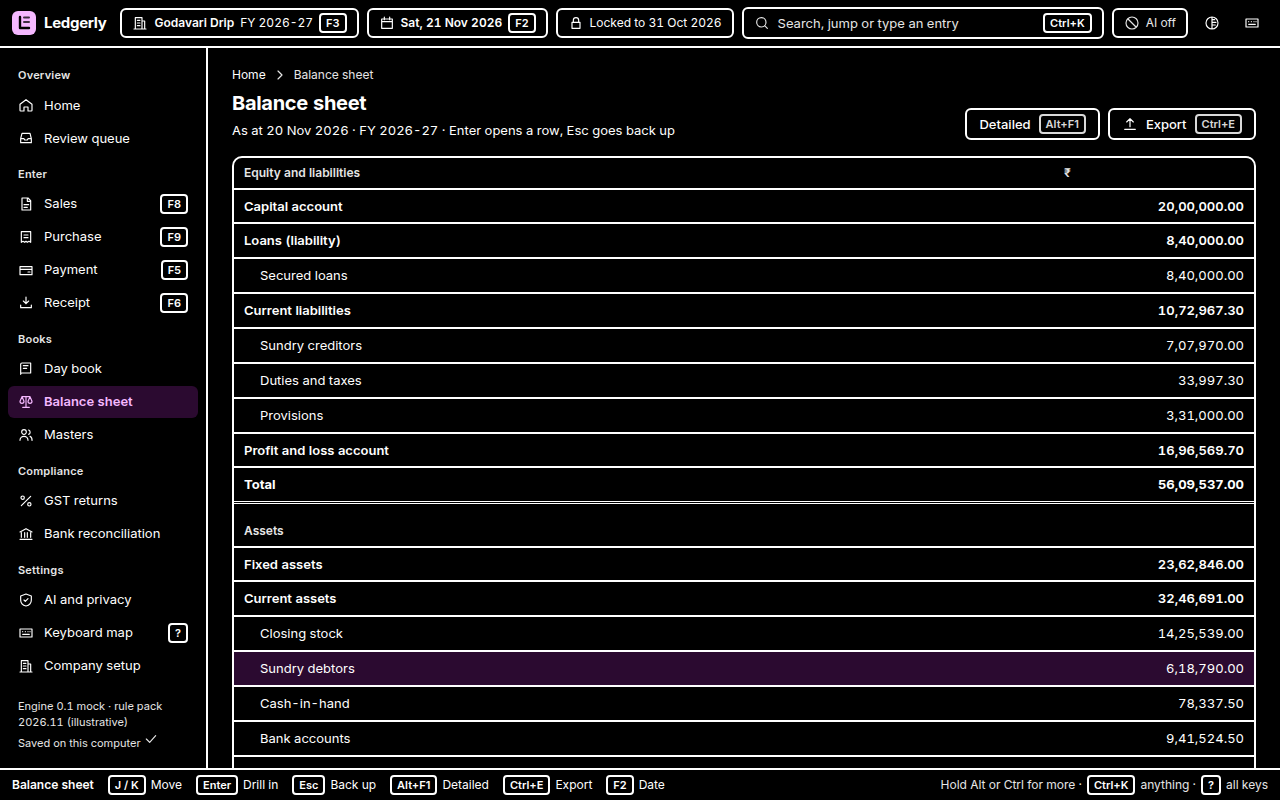 Ledgerly
Godavari Drip FY 2026-27 F3
Sat, 21 Nov 2026 F2
Locked to 31 Oct 2026
Search, jump or type an entry Ctrl+K
AI off
Overview
Home
Review queue
Enter
Sales F8
Purchase F9
Payment F5
Receipt F6
Books
Day book
Balance sheet
Masters
Compliance
GST returns
Bank reconciliation
Settings
AI and privacy
Keyboard map ?
Company setup
Engine 0.1 mock · rule pack
2026.11 (illustrative)
Saved on this computer
Home > Balance sheet
Balance sheet
As at 20 Nov 2026 · FY 2026-27 · Enter opens a row, Esc goes back up
Detailed Alt+F1
Export Ctrl+E
Equity and liabilities ₹
Capital account 20,00,000.00
Loans (liability) 8,40,000.00
Secured loans 8,40,000.00
Current liabilities 10,72,967.30
Sundry creditors 7,07,970.00
Duties and taxes 33,997.30
Provisions 3,31,000.00
Profit and loss account 16,96,569.70
Total 56,09,537.00
Assets
Fixed assets 23,62,846.00
Current assets 32,46,691.00
Closing stock 14,25,539.00
Sundry debtors 6,18,790.00
Cash-in-hand 78,337.50
Bank accounts 9,41,524.50
Balance sheet J / K Move Enter Drill in Esc Back up Alt+F1 Detailed Ctrl+E Export F2 Date
Hold Alt or Ctrl for more · Ctrl+K anything · ? all keys